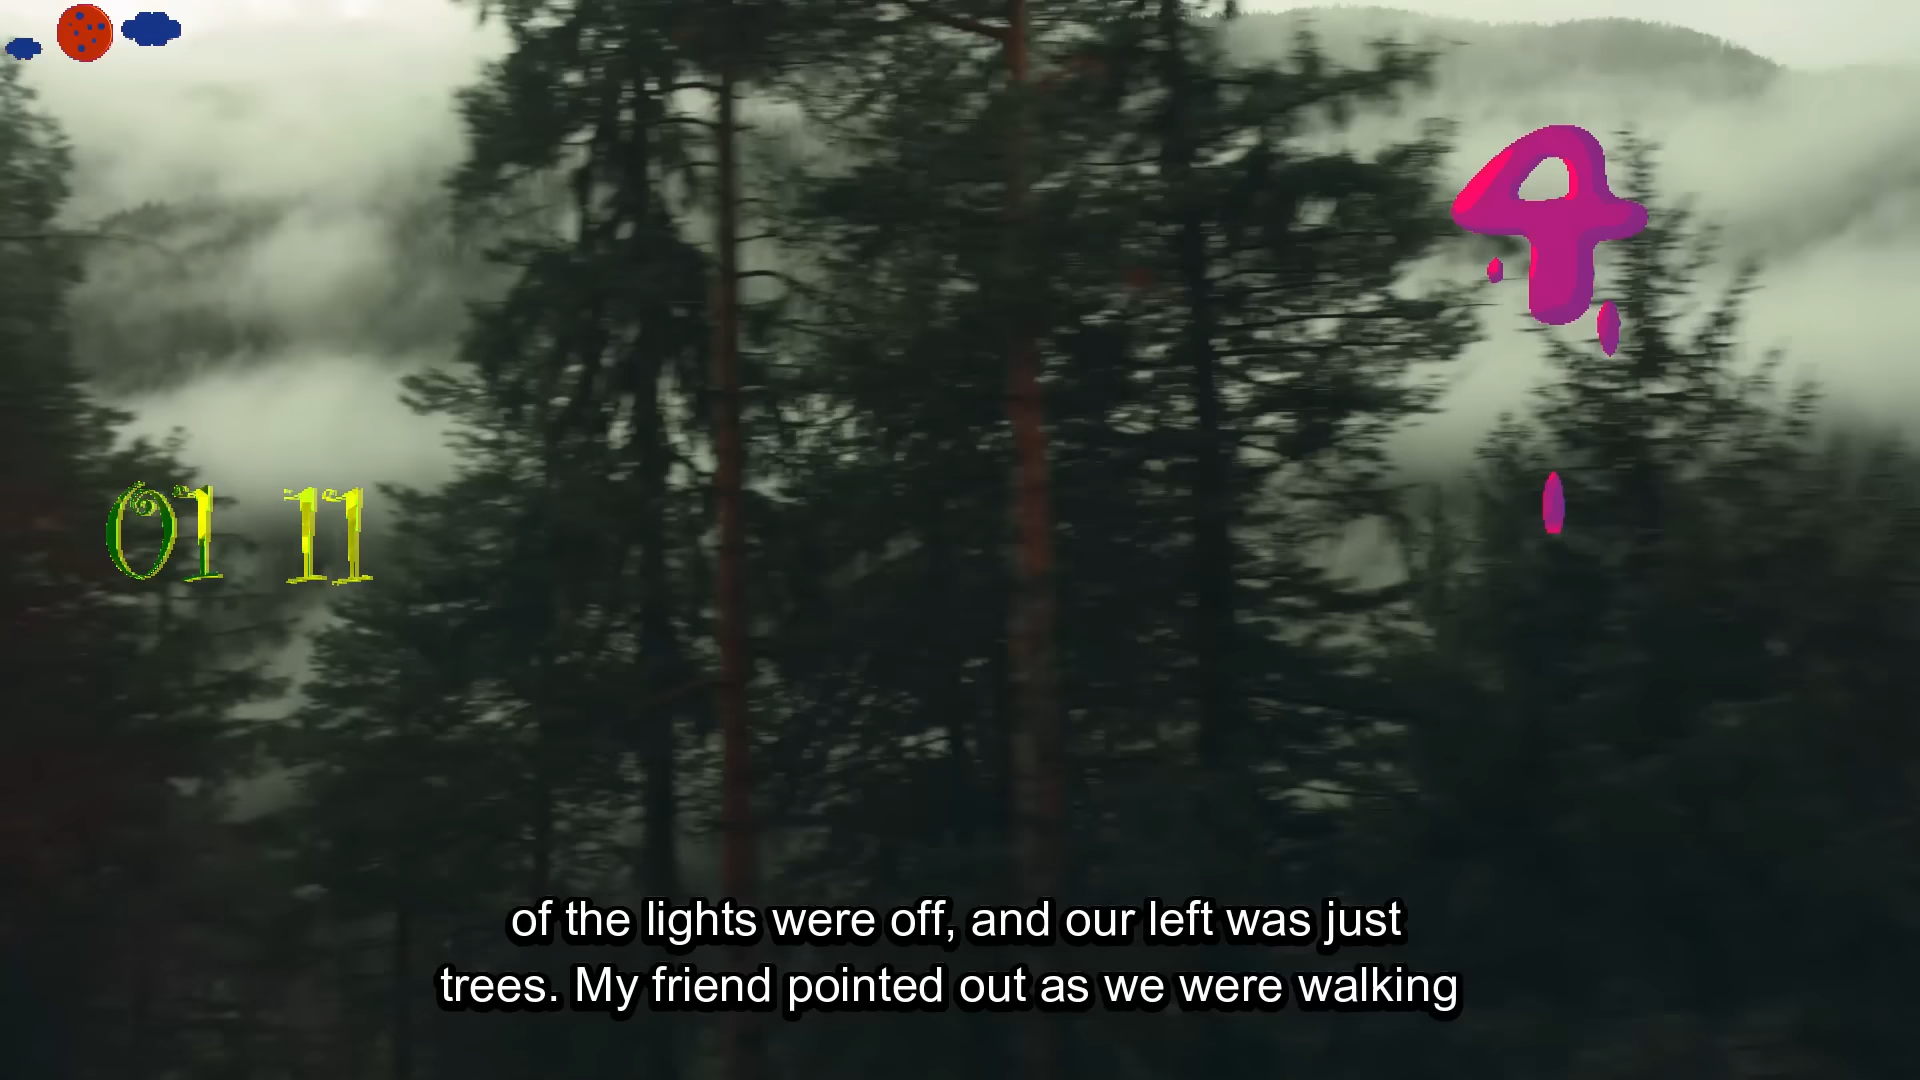 4
01 11
of the lights were off, and our left was just
trees. My friend pointed out as we were walking